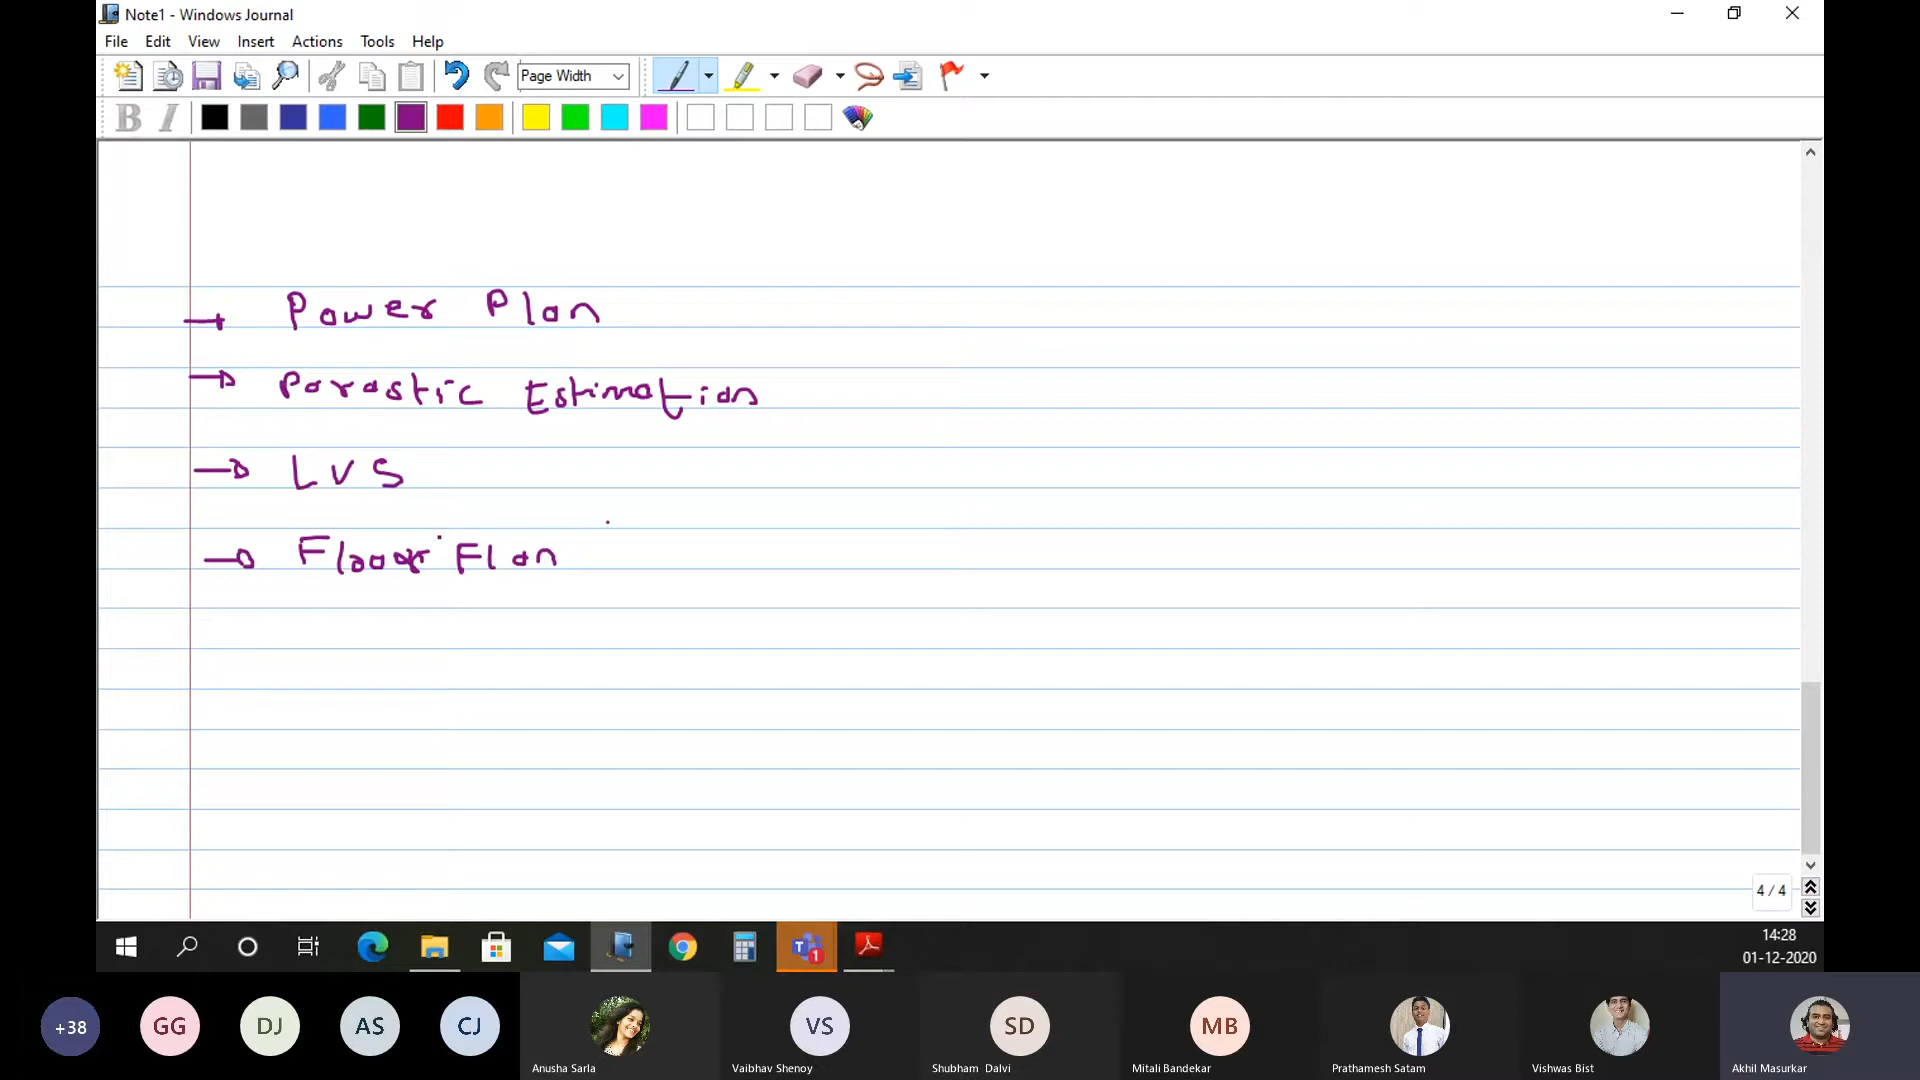 Note1 - Windows Journal
File Edit View Insert Actions Tools Help
Page Width
B I
→ Power Plan
→ Parastic Estimation
→ LVS
→ Floor Flan
4 / 4
1
14:28
01-12-2020
+38 GG DJ AS CJ VS SD MB
Anusha Sarla Vaibhav Shenoy Shubham Dalvi Mitali Bandekar Prathamesh Satam Vishwas Bist Akhil Masurkar